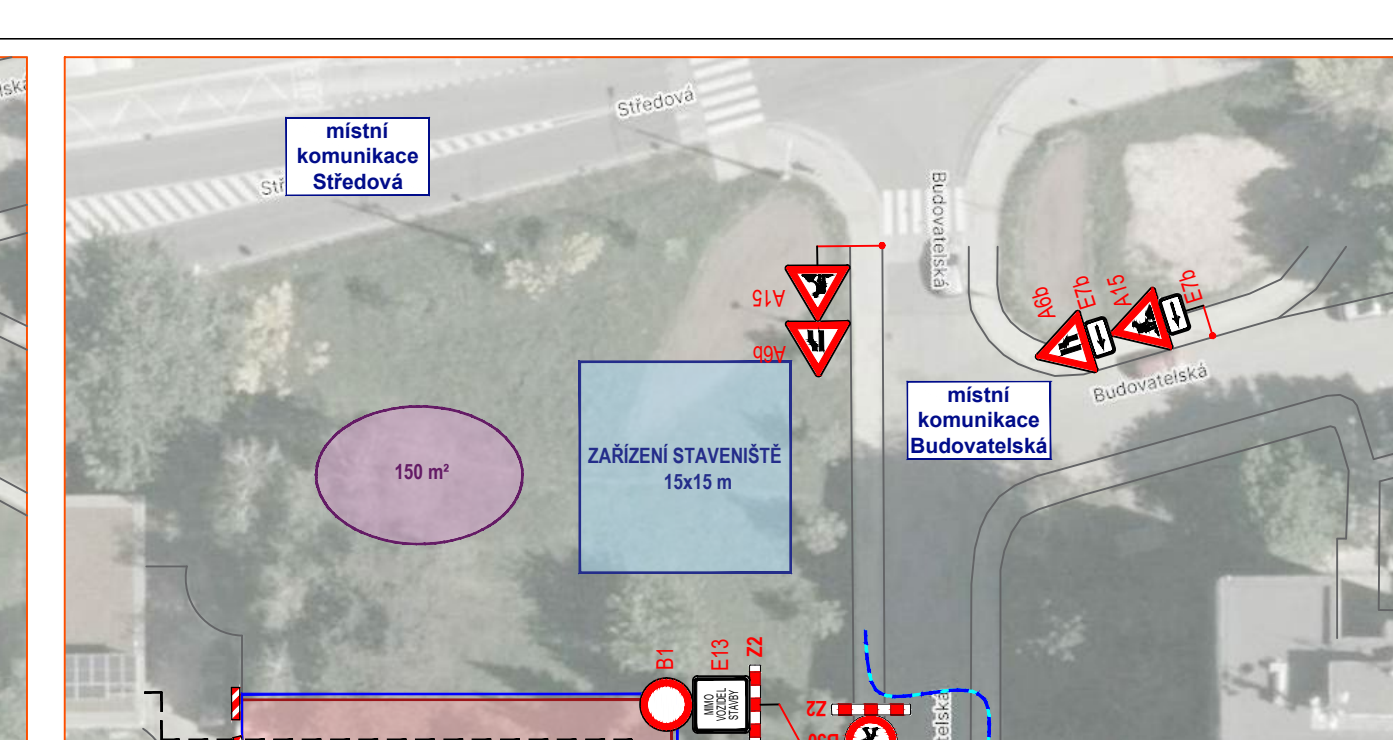 Středová
místní
komunikace
Středová
Budovatelská
A15
A6b
A6b
E7b
A15
E7b
Budovatelská
místní
komunikace
Budovatelská
ZAŘÍZENÍ STAVENIŠTĚ
15x15 m
150 m²
B1
E13
Z2
MIMO
VOZIDEL
STAVBY
Z2